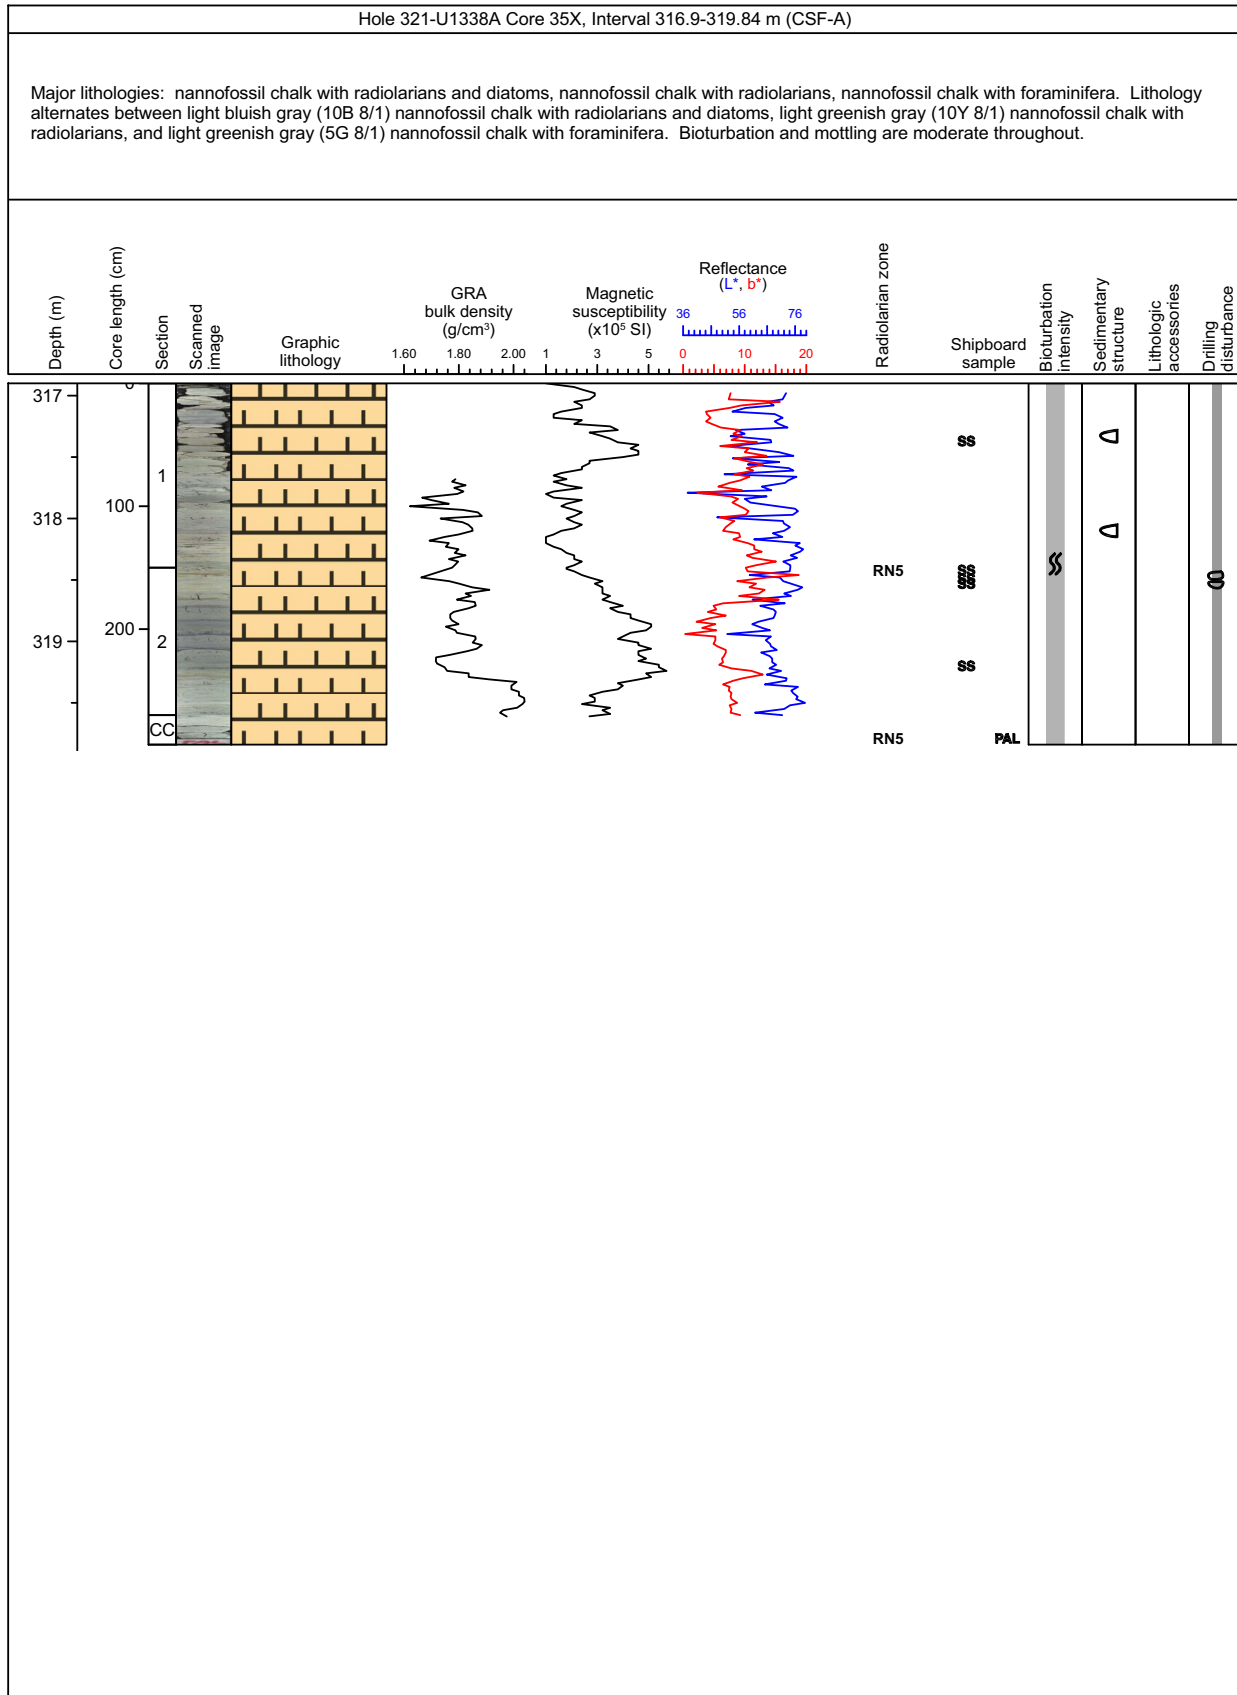 Hole 321-U1338A Core 35X, Interval 316.9-319.84 m (CSF-A)
Major lithologies: nannofossil chalk with radiolarians and diatoms, nannofossil chalk with radiolarians, nannofossil chalk with foraminifera. Lithology
alternates between light bluish gray (10B 8/1) nannofossil chalk with radiolarians and diatoms, light greenish gray (10Y 8/1) nannofossil chalk with
radiolarians, and light greenish gray (5G 8/1) nannofossil chalk with foraminifera. Bioturbation and mottling are moderate throughout.
Depth (m)
Core length (cm)
Section
Scanned
image
Graphic
lithology
GRA
bulk density
(g/cm³)
1.60 1.80 2.00
Magnetic
susceptibility
(x10⁵ SI)
1 3 5
Reflectance
(L*, b*)
36 56 76
0 10 20
Radiolarian zone
Shipboard
sample
Bioturbation
intensity
Sedimentary
structure
Lithologic
accessories
Drilling
disturbance
317
0
SS
1
100
318
RN5
SS
SS
SS
200
319
2
SS
CC
RN5
PAL